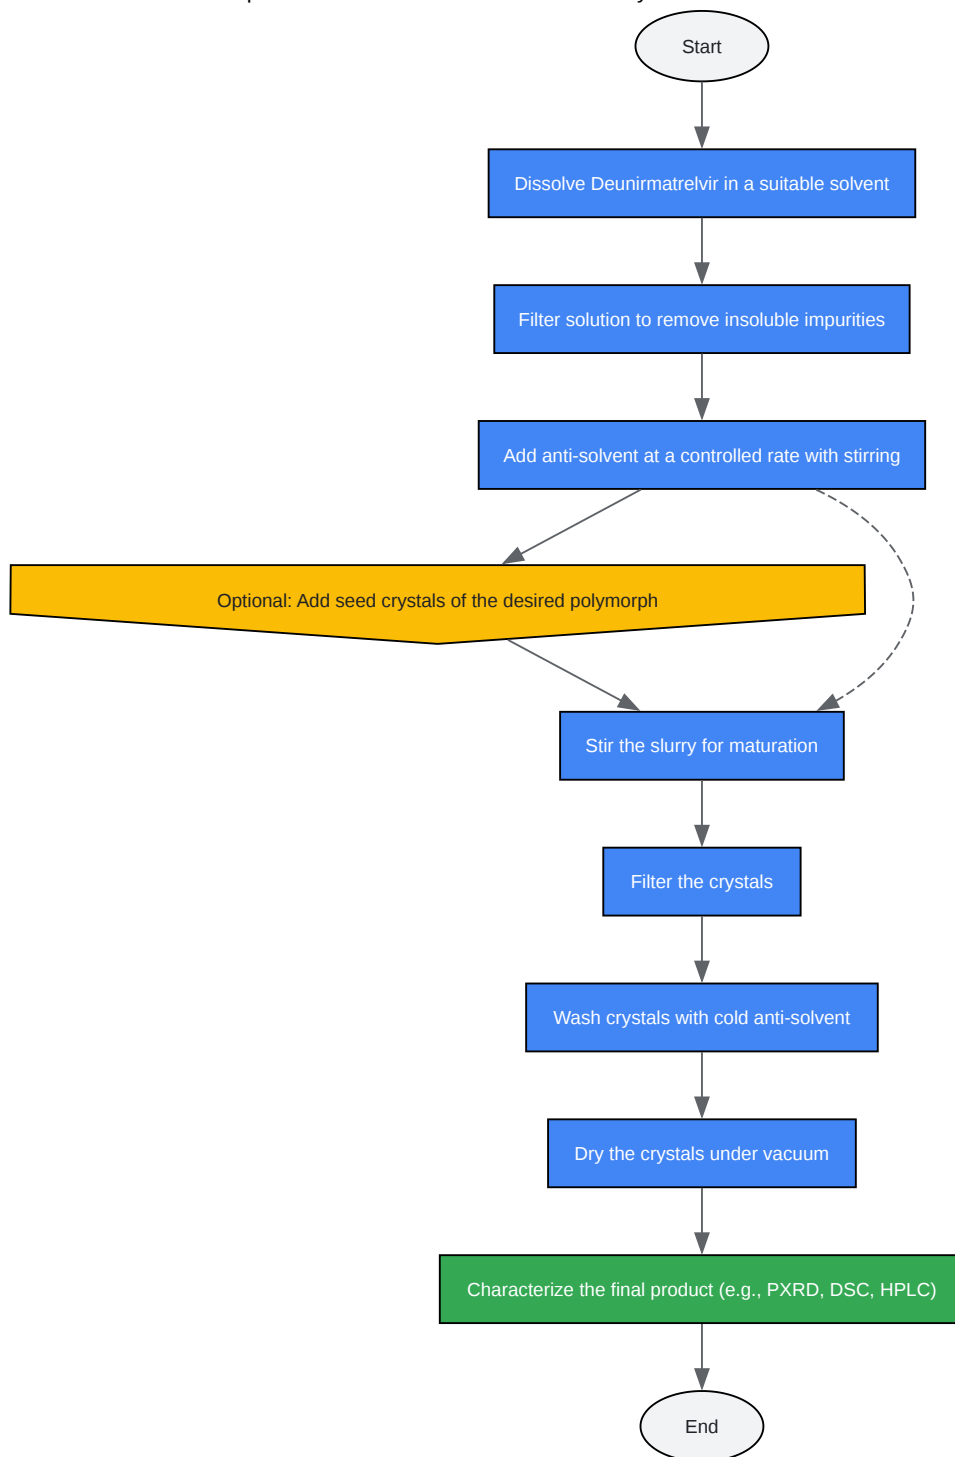 Start
Dissolve Deunirmatrelvir in a suitable solvent
Filter solution to remove insoluble impurities
Add anti-solvent at a controlled rate with stirring
Optional: Add seed crystals of the desired polymorph
Stir the slurry for maturation
Filter the crystals
Wash crystals with cold anti-solvent
Dry the crystals under vacuum
Characterize the final product (e.g., PXRD, DSC, HPLC)
End